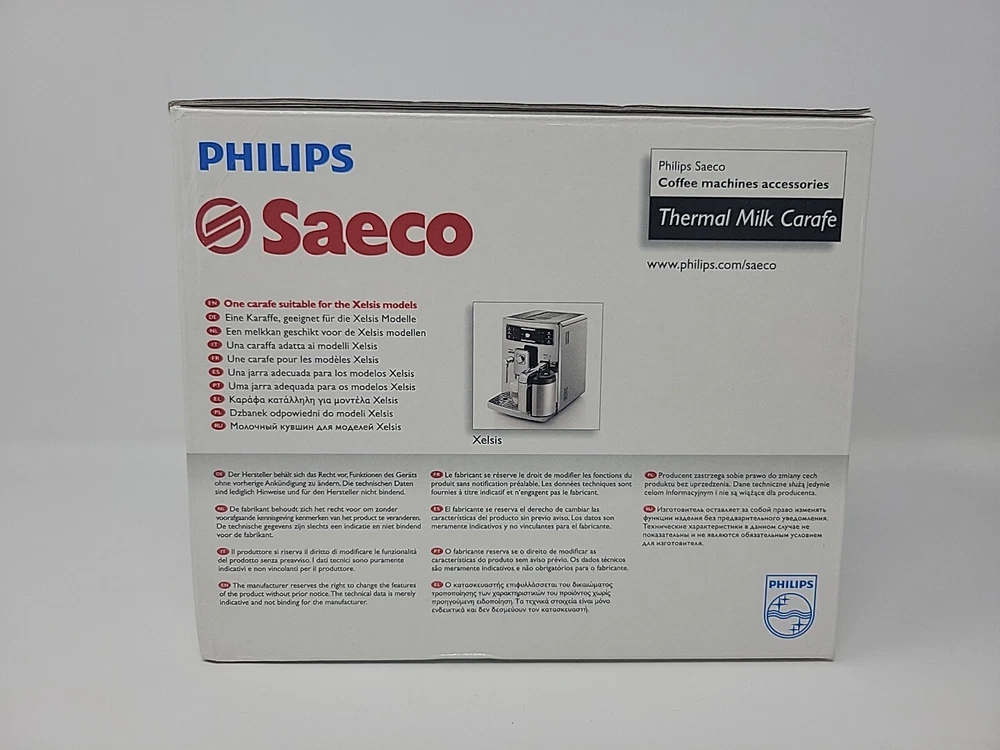 PHILIPS
Saeco
Philips Saeco
Coffee machines accessories
Thermal Milk Carafe
www.philips.com/saeco
EN One carafe suitable for the Xelsis models
DE Eine Karaffe, geeignet für die Xelsis Modelle
NL Een melkkan geschikt voor de Xelsis modellen
IT Una caraffa adatta ai modelli Xelsis
FR Une carafe pour les modèles Xelsis
ES Una jarra adecuada para los modelos Xelsis
PT Uma jarra adequada para os modelos Xelsis
EL Καράφα κατάλληλη για μοντέλα Xelsis
PL Dzbanek odpowiedni do modeli Xelsis
RU Молочный кувшин для моделей Xelsis
Xelsis
DE Der Hersteller behält sich das Recht vor, Funktionen des Geräts
ohne vorherige Ankündigung zu ändern. Die technischen Daten
sind lediglich Hinweise und für den Hersteller nicht bindend.
NL De fabrikant behoudt zich het recht voor om zonder
voorafgaande kennisgeving kenmerken van het product te veranderen.
De technische gegevens zijn slechts een indicatie en niet bindend
voor de fabrikant.
IT Il produttore si riserva il diritto di modificare le funzionalità
del prodotto senza preavviso. I dati tecnici sono puramente
indicativi e non vincolanti per il produttore.
EN The manufacturer reserves the right to change the features
of the product without prior notice. The technical data is merely
indicative and not binding for the manufacturer.
FR Le fabricant se réserve le droit de modifier les fonctions du
produit sans notification préalable. Les données techniques sont
fournies à titre indicatif et n'engagent pas le fabricant.
ES El fabricante se reserva el derecho de cambiar las
características del producto sin previo aviso. Los datos son
meramente indicativos y no vinculantes para el fabricante.
PT O fabricante reserva-se o direito de modificar as
características do produto sem aviso prévio. Os dados técnicos
são meramente indicativos e não obrigatórios para o fabricante.
EL Ο κατασκευαστής επιφυλλάσσεται του δικαιώματος
τροποποίησης των χαρακτηριστικών του προϊόντος χωρίς
προηγούμενη ειδοποίηση. Τα τεχνικά στοιχεία είναι μόνο
ενδεικτικά και δεν δεσμεύουν τον κατασκευαστή.
PL Producent zastrzega sobie prawo do zmiany cech
produktu bez uprzedzenia. Dane techniczne służą jedynie
celom informacyjnym i nie są wiążące dla producenta.
RU Изготовитель оставляет за собой право изменять
функции изделия без предварительного уведомления.
Технические характеристики в данном случае не
показательны и не являются обязательным условием
для изготовителя.
PHILIPS